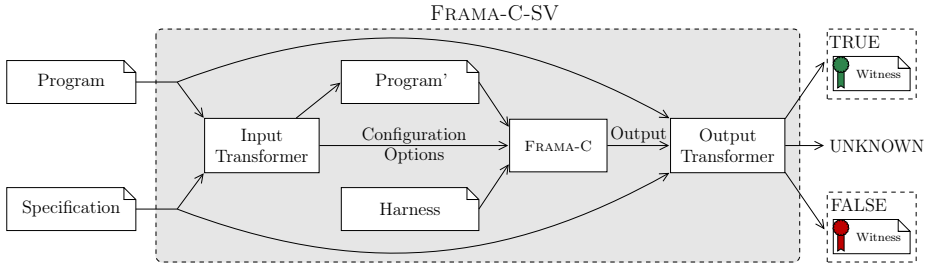 FRAMA-C-SV
Program
Specification
Input
Transformer
Program'
Configuration
Options
Harness
FRAMA-C
Output
Output
Transformer
TRUE
Witness
UNKNOWN
FALSE
Witness